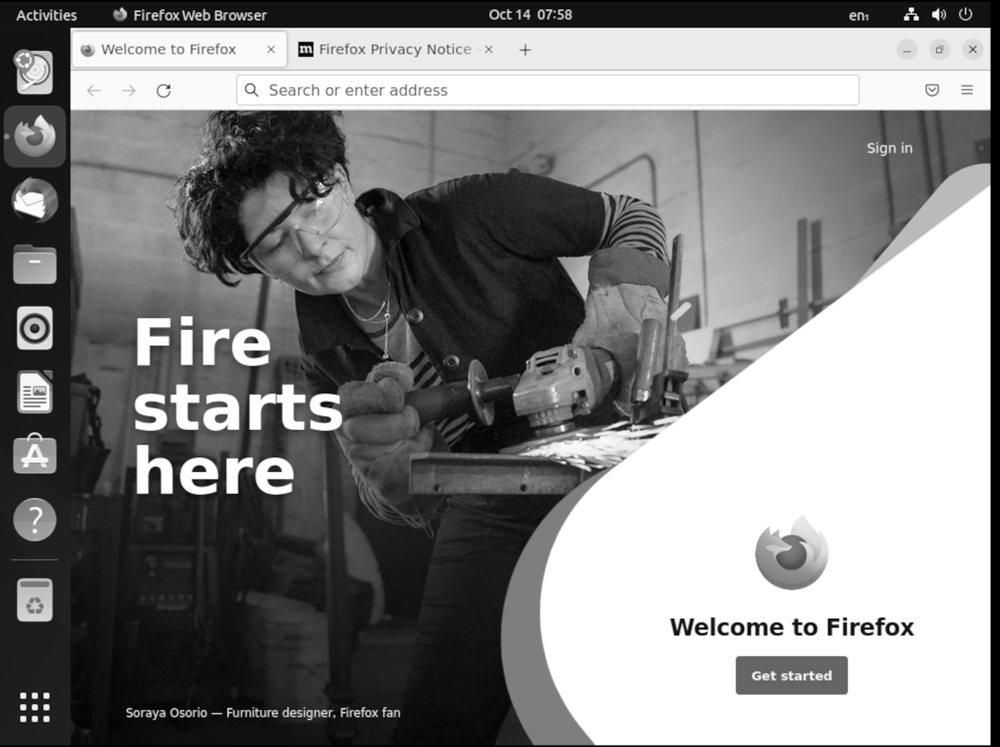 Activities Firefox Web Browser Oct 14 07:58 en1
Welcome to Firefox m Firefox Privacy Notice -
Search or enter address
Sign in
Fire
starts
here
Welcome to Firefox
Get started
Soraya Osorio — Furniture designer, Firefox fan